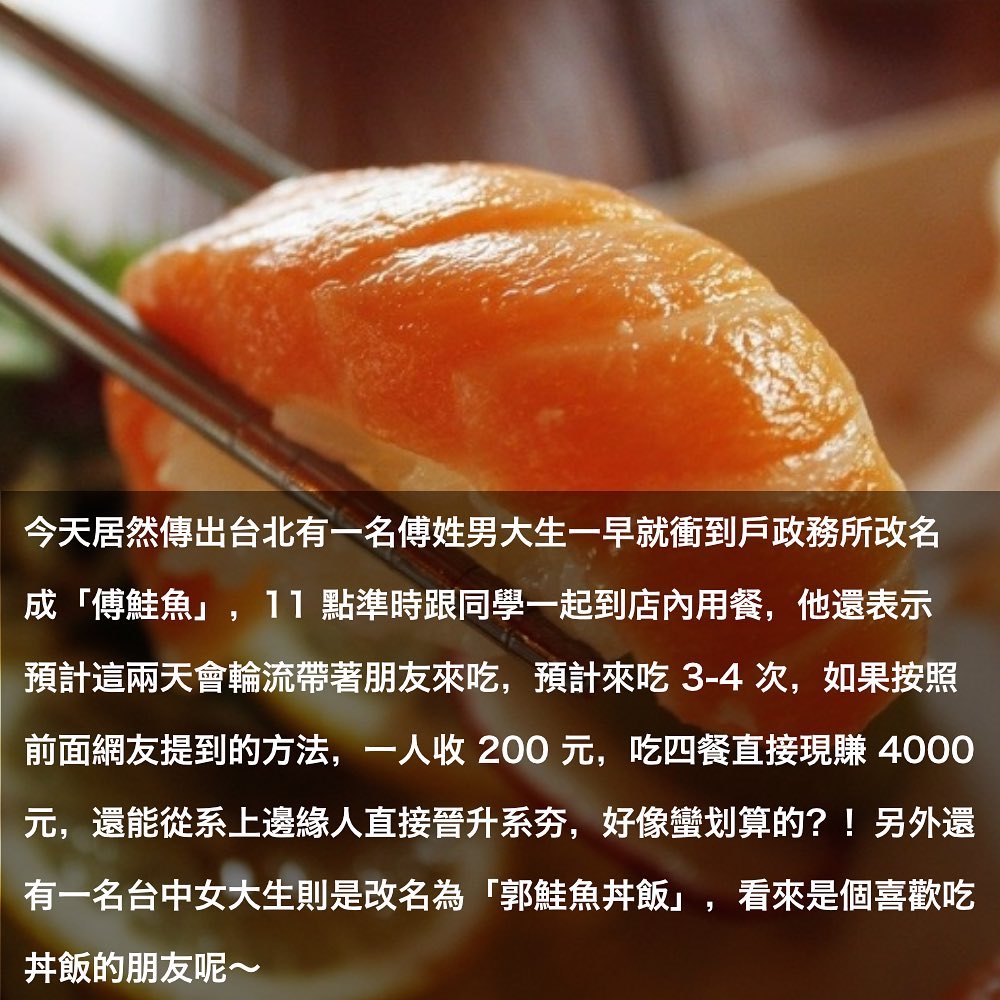 今天居然傳出台北有一名傅姓男大生一早就衝到戶政務所改名
成「傅鮭魚」，11 點準時跟同學一起到店內用餐，他還表示
預計這兩天會輪流帶著朋友來吃，預計來吃 3-4 次，如果按照
前面網友提到的方法，一人收 200 元，吃四餐直接現賺 4000
元，還能從系上邊緣人直接晉升系夯，好像蠻划算的？！另外還
有一名台中女大生則是改名為「郭鮭魚丼飯」，看來是個喜歡吃
丼飯的朋友呢～